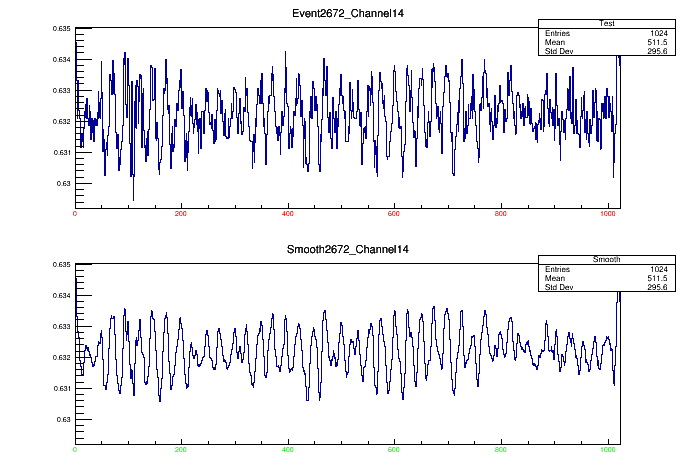 Event2672_Channel14
Test
Entries 1024
Mean 511.5
Std Dev 295.6
0.635
0.634
0.633
0.632
0.631
0.63
0 200 400 600 800 1000
Smooth2672_Channel14
Smooth
Entries 1024
Mean 511.5
Std Dev 295.6
0.635
0.634
0.633
0.632
0.631
0.63
0 200 400 600 800 1000